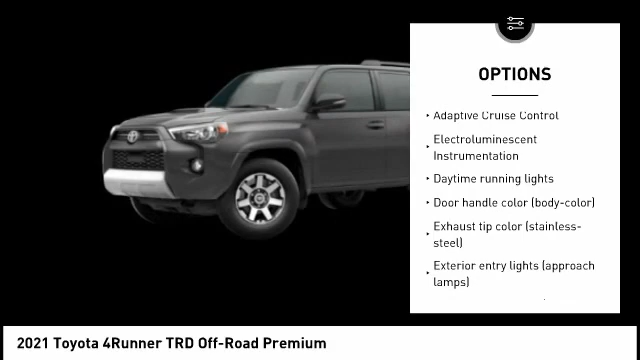 OPTIONS
Adaptive Cruise Control
Electroluminescent
Instrumentation
Daytime running lights
Door handle color (body-color)
Exhaust tip color (stainless-
steel)
Exterior entry lights (approach
lamps)
2021 Toyota 4Runner TRD Off-Road Premium